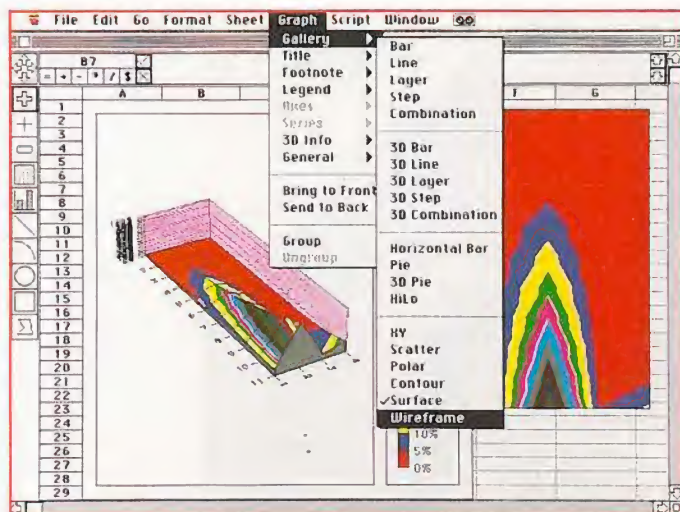 File Edit Go Format Sheet Graph Script Window
B7
= + - * / $
A B F G
1
2
3
4
5
6
7
8
9
10
11
12
13
14
15
16
17
18
19
20
21
22
23
24
25
26
27
28
29
Gallery
Title
Footnote
Legend
Axes
Series
3D Info
General
Bring to Front
Send to Back
Group
Ungroup
Bar
Line
Layer
Step
Combination
3D Bar
3D Line
3D Layer
3D Step
3D Combination
Horizontal Bar
Pie
3D Pie
HiLo
XY
Scatter
Polar
Contour
✓Surface
Wireframe
10%
5%
0%